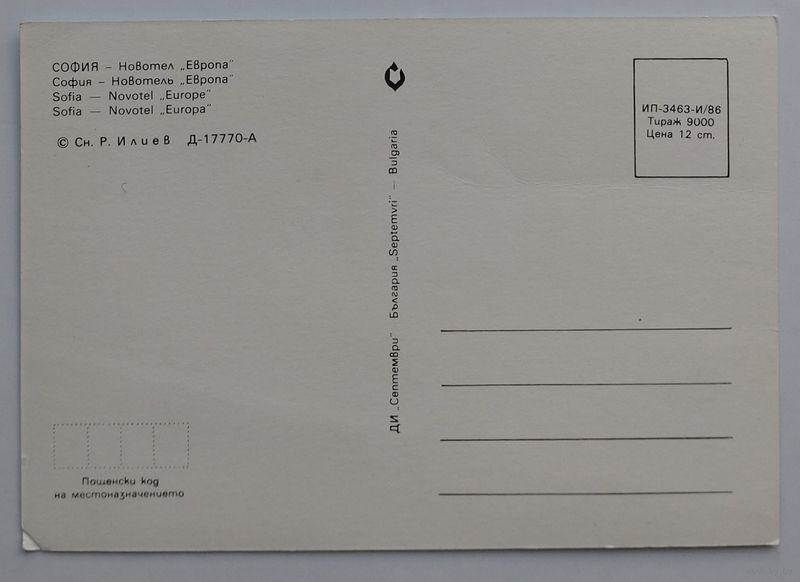 СОФИЯ – Новотел „Европа“
София – Новотель „Европа“
Sofia — Novotel „Europe“
Sofia — Novotel „Europa“
© Сн. Р. Илиев Д-17770-А
ДИ „Септември“ България „Septemvri“ — Bulgaria
ИП-3463-И/86
Тираж 9000
Цена 12 ст.
Пощенски код
на местоназначението